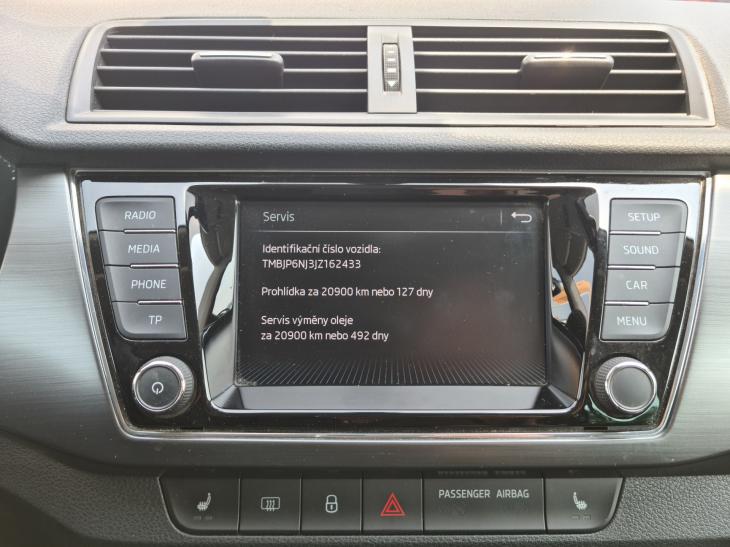 RADIO
MEDIA
PHONE
TP
Servis
Identifikační číslo vozidla:
TMBJP6NJ3JZ162433
Prohlídka za 20900 km nebo 127 dny
Servis výměny oleje
za 20900 km nebo 492 dny
SETUP
SOUND
CAR
MENU
PASSENGER AIRBAG